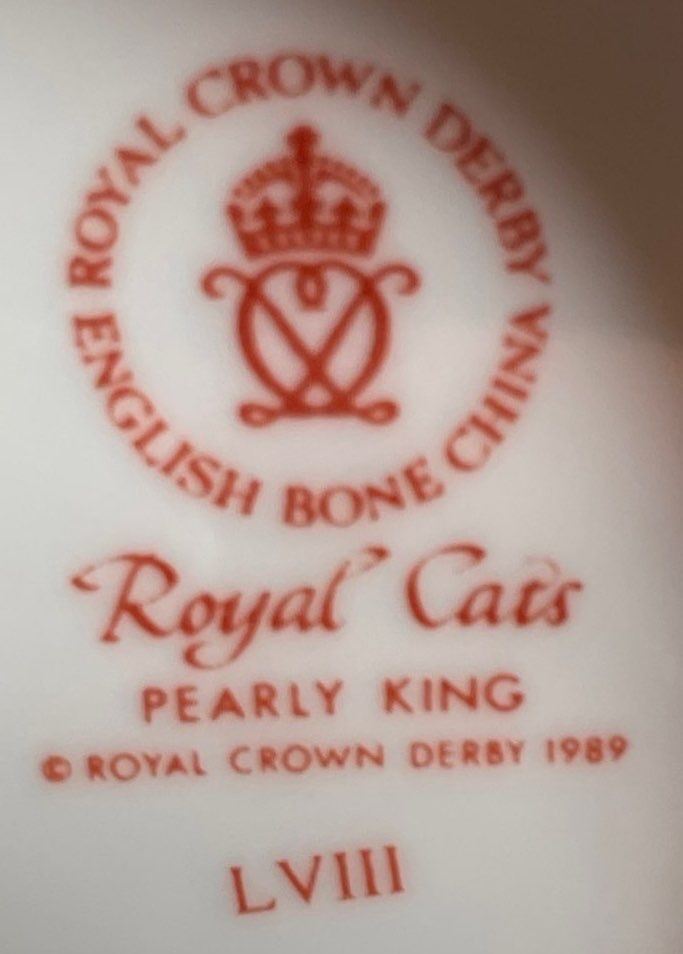 ROYAL CROWN DERBY
ENGLISH BONE CHINA
Royal Cats
PEARLY KING
© ROYAL CROWN DERBY 1989
LVIII